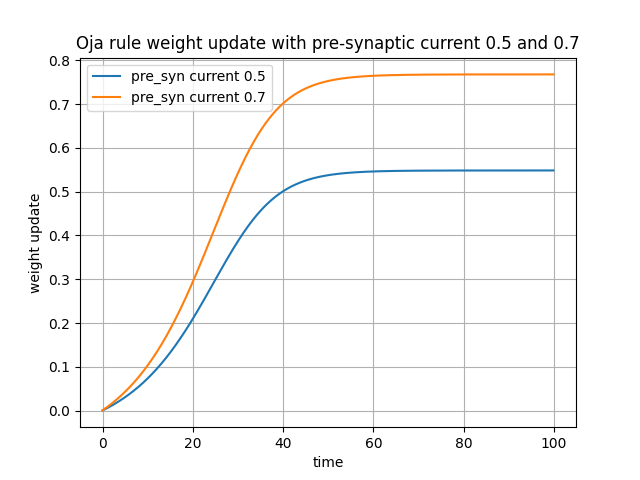 Oja rule weight update with pre-synaptic current 0.5 and 0.7
pre_syn current 0.5
pre_syn current 0.7
weight update
0.8
0.7
0.6
0.5
0.4
0.3
0.2
0.1
0.0
0 20 40 60 80 100
time